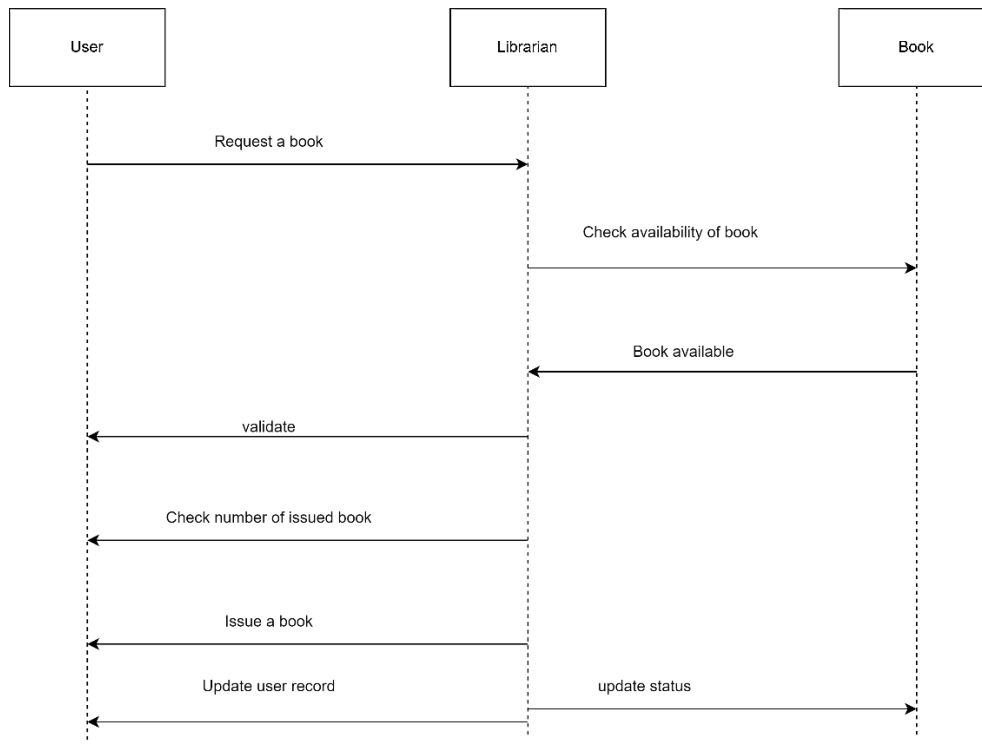 User
Librarian
Book
Request a book
Check availability of book
Book available
validate
Check number of issued book
Issue a book
Update user record
update status